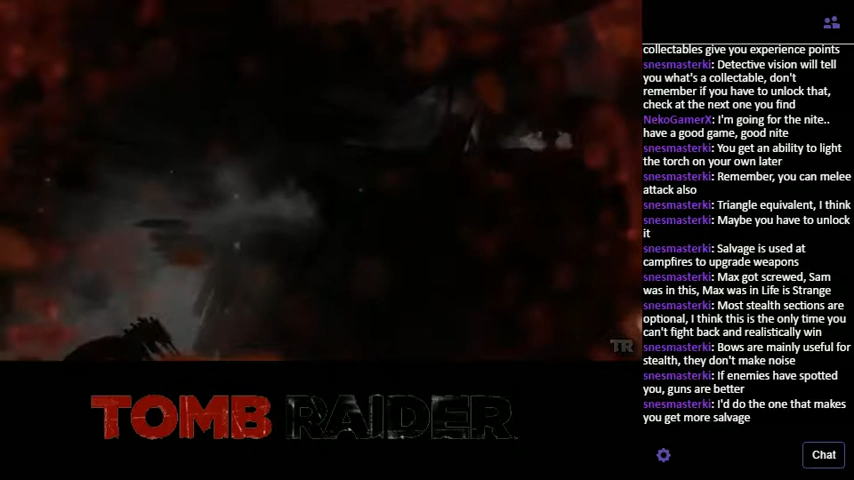 collectables give you experience points
snesmasterki: Detective vision will tell
you what's a collectable, don't
remember if you have to unlock that,
check at the next one you find
NekoGamerX: I'm going for the nite..
have a good game, good nite
snesmasterki: You get an ability to light
the torch on your own later
snesmasterki: Remember, you can melee
attack also
snesmasterki: Triangle equivalent, I think
snesmasterki: Maybe you have to unlock
it
snesmasterki: Salvage is used at
campfires to upgrade weapons
snesmasterki: Max got screwed, Sam
was in this, Max was in Life is Strange
snesmasterki: Most stealth sections are
optional, I think this is the only time you
can't fight back and realistically win
snesmasterki: Bows are mainly useful for
stealth, they don't make noise
snesmasterki: If enemies have spotted
you, guns are better
snesmasterki: I'd do the one that makes
you get more salvage
TR
TOMB RAIDER
Chat